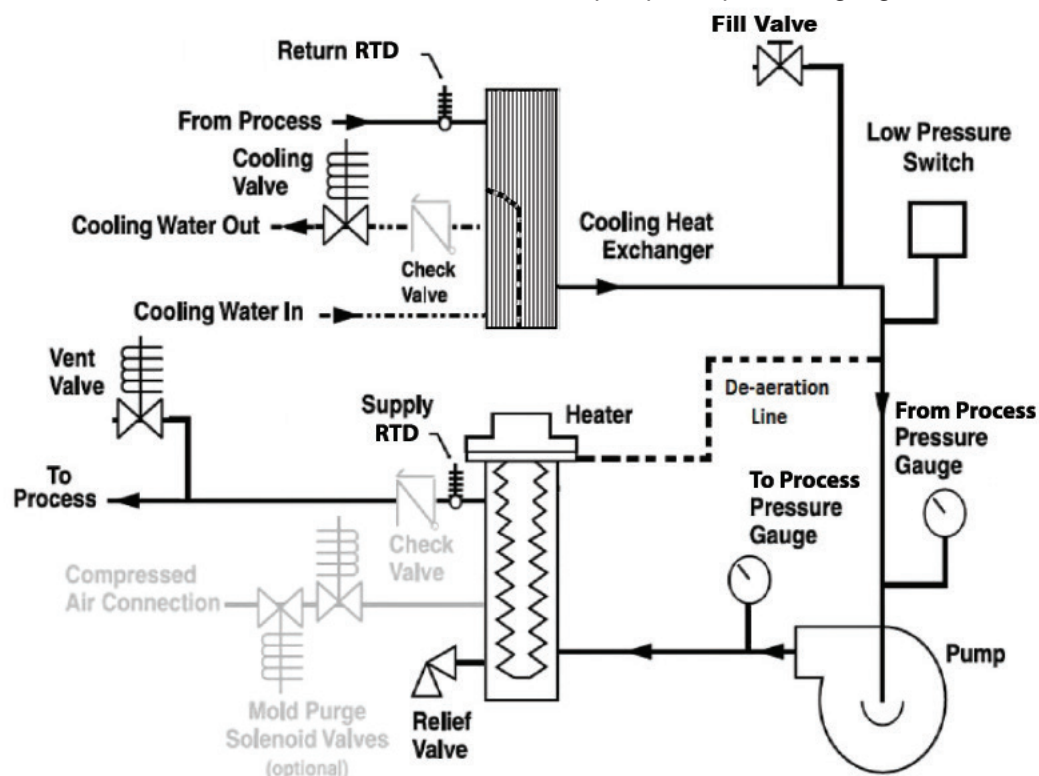 Fill Valve
Return RTD
From Process
Low Pressure
Switch
Cooling
Valve
Cooling Water Out
Check
Valve
Cooling Heat
Exchanger
Cooling Water In
Vent
Valve
De-aeration
Line
Supply
RTD
Heater
From Process
Pressure
Gauge
To
Process
To Process
Pressure
Gauge
Check
Valve
Compressed
Air Connection
Pump
Relief
Valve
Mold Purge
Solenoid Valves
(optional)